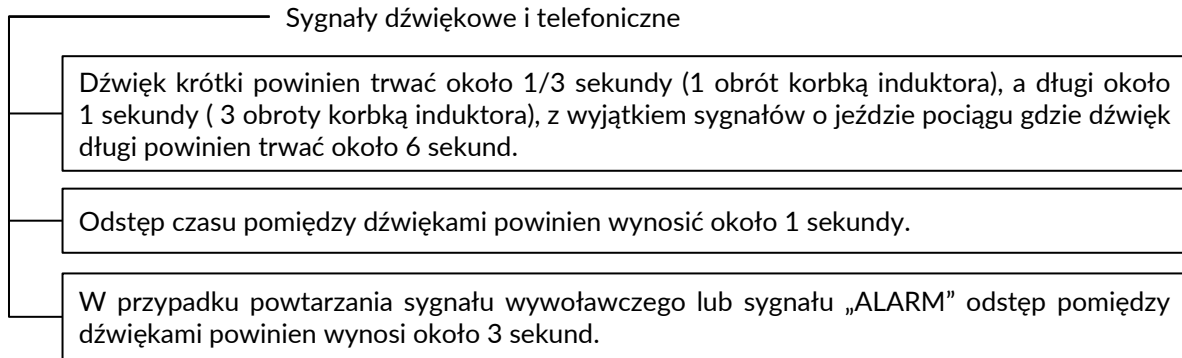 Sygnały dźwiękowe i telefoniczne
Dźwięk krótki powinien trwać około 1/3 sekundy (1 obrót korbką induktora), a długi około
1 sekundy ( 3 obroty korbką induktora), z wyjątkiem sygnałów o jeździe pociągu gdzie dźwięk
długi powinien trwać około 6 sekund.
Odstęp czasu pomiędzy dźwiękami powinien wynosić około 1 sekundy.
W przypadku powtarzania sygnału wywoławczego lub sygnału „ALARM” odstęp pomiędzy
dźwiękami powinien wynosi około 3 sekund.